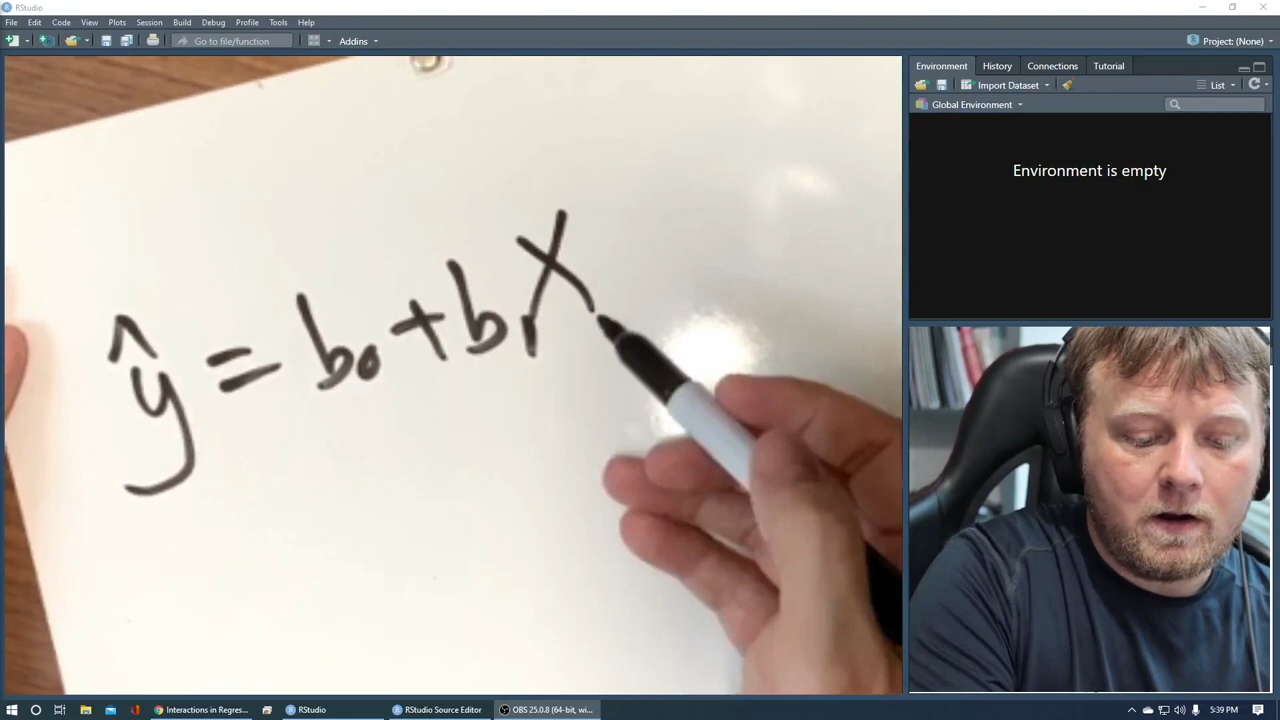 RStudio
File Edit Code View Plots Session Build Debug Profile Tools Help
Go to file/function Addins Project: (None)
Environment History Connections Tutorial
Import Dataset List
Global Environment
Environment is empty
ŷ = b₀ + b₁X
Interactions in Regres... RStudio RStudio Source Editor OBS 25.0.8 (64-bit, wi... 5:39 PM